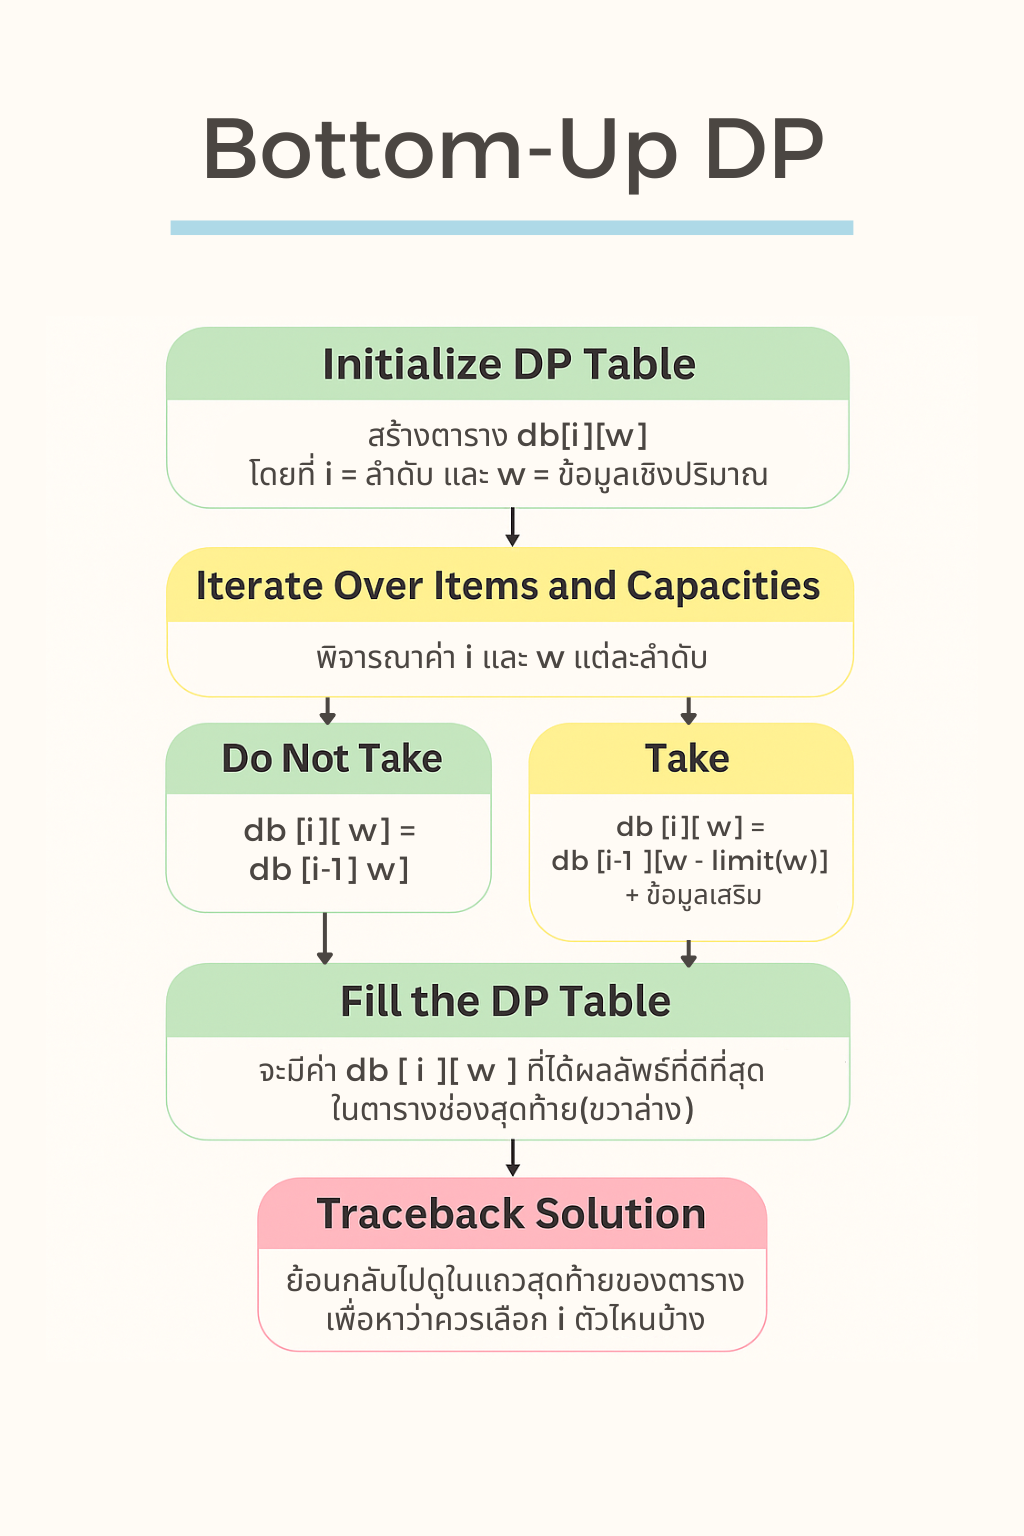 Bottom-Up DP
Initialize DP Table
สร้างตาราง db[i][w]
โดยที่ i = ลำดับ และ w = ข้อมูลเชิงปริมาณ
Iterate Over Items and Capacities
พิจารณาค่า i และ w แต่ละลำดับ
Do Not Take
db [i][ w] =
db [i-1] w]
Take
db [i][ w] =
db [i-1 ][w - limit(w)]
+ ข้อมูลเสริม
Fill the DP Table
จะมีค่า db [ i ][ w ] ที่ได้ผลลัพธ์ที่ดีที่สุด
ในตารางช่องสุดท้าย(ขวาล่าง)
Traceback Solution
ย้อนกลับไปดูในแถวสุดท้ายของตาราง
เพื่อหาว่าควรเลือก i ตัวไหนบ้าง